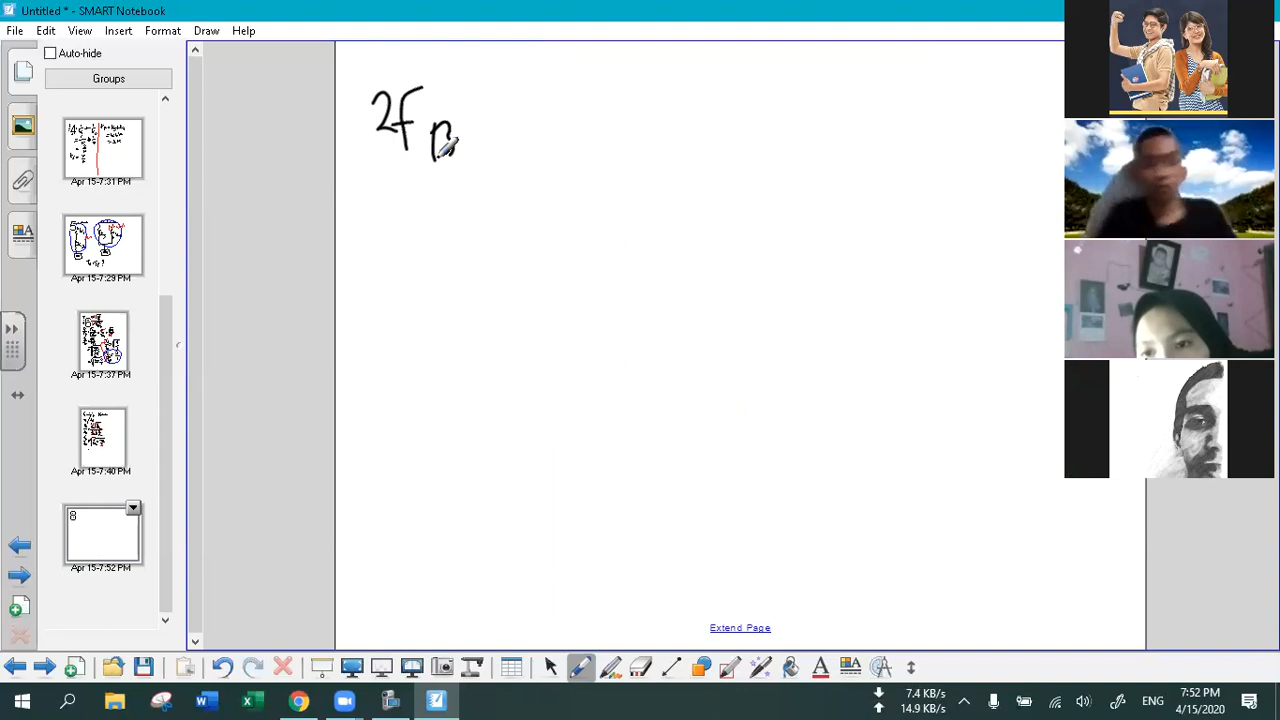 Untitled * - SMART Notebook
File Edit View Insert Format Draw Help
Auto-hide
Groups
Apr 15-7:31 PM
Apr 15-7:29 PM
Apr 15-7:37 PM
Apr 15-7:40 PM
8
Apr 15-7:52 PM
2f
Extend Page
7.4 KB/s
14.9 KB/s
ENG
7:52 PM
4/15/2020